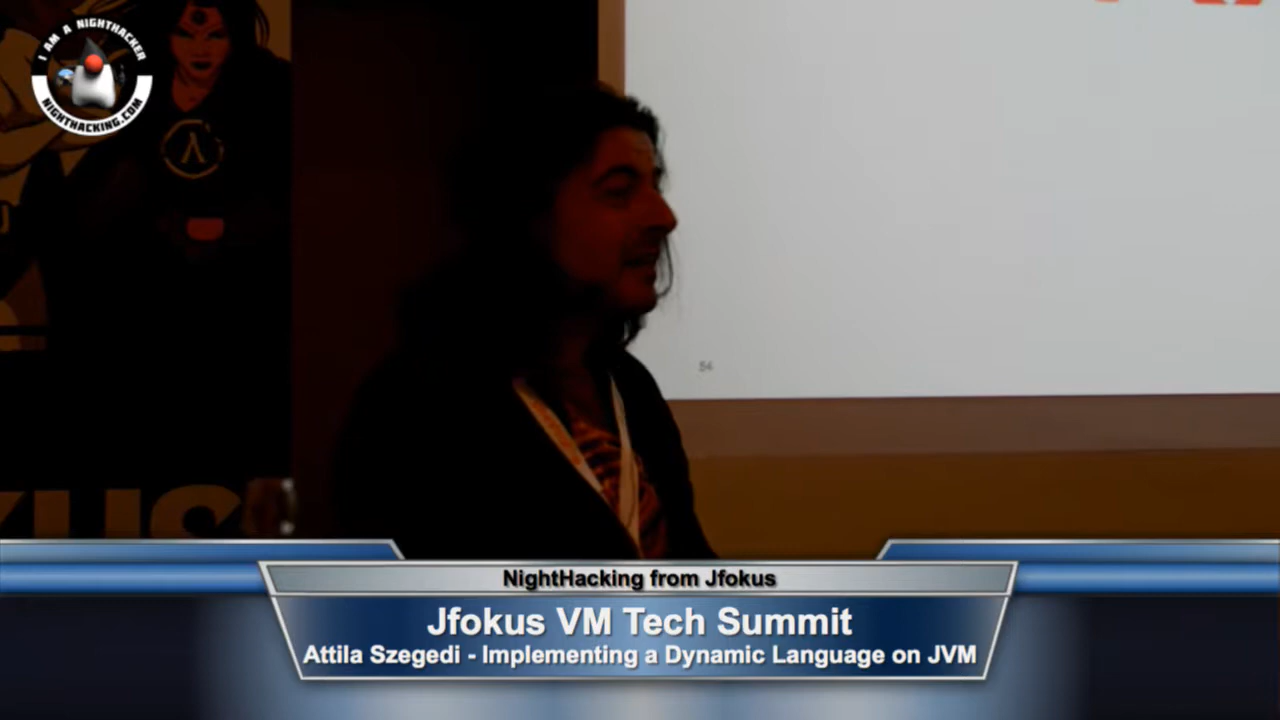 I AM A NIGHTHACKER
NIGHTHACKING.COM
54
KUS
NightHacking from Jfokus
Jfokus VM Tech Summit
Attila Szegedi - Implementing a Dynamic Language on JVM